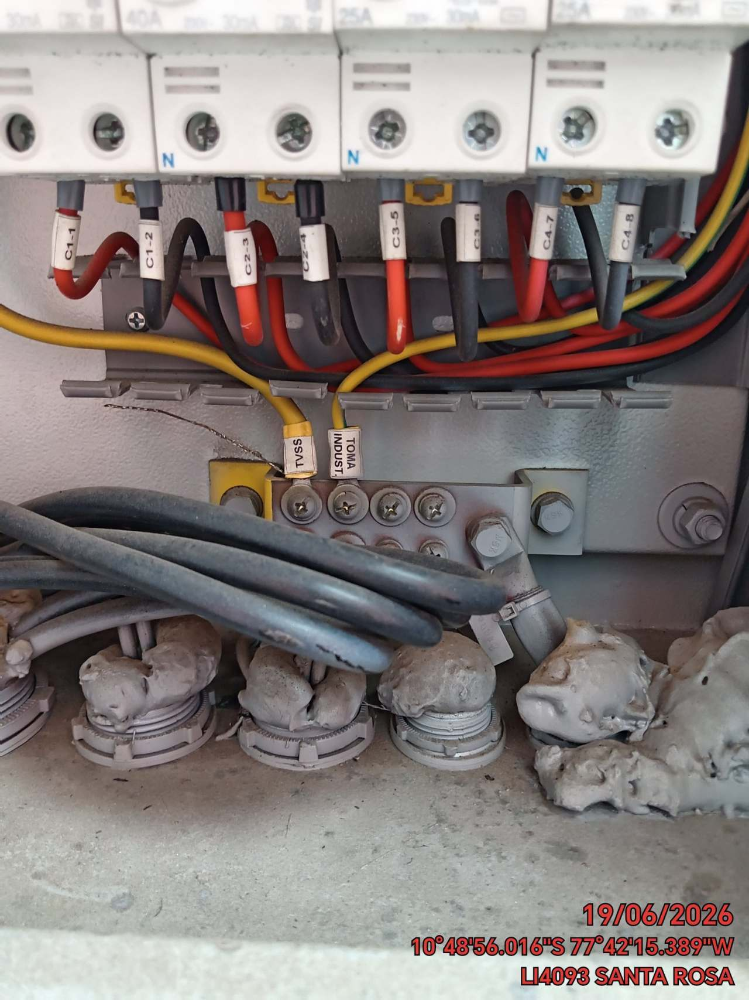 30mA
40A 30mA
25A 30mA
25A 30mA
N
N
N
C1-1
C1-2
C2-3
C2-4
C3-5
C3-6
C4-7
C4-8
TVSS
TOMA
INDUST.
19/06/2026
10°48'56.016"S 77°42'15.389"W
LI4093 SANTA ROSA